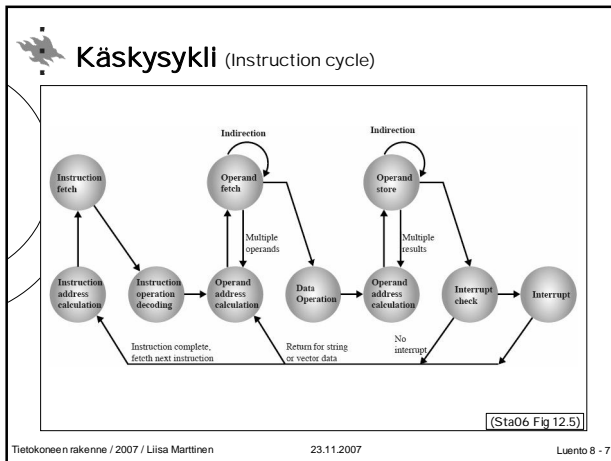 Käskysykli (Instruction cycle)
Indirection
Indirection
Instruction
fetch
Operand
fetch
Operand
store
Multiple
operands
Multiple
results
Instruction
address
calculation
Instruction
operation
decoding
Operand
address
calculation
Data
Operation
Operand
address
calculation
Interrupt
check
Interrupt
Instruction complete,
fetcth next instruction
Return for string
or vector data
No
interrupt
(Sta06 Fig 12.5)
Tietokoneen rakenne / 2007 / Liisa Marttinen
23.11.2007
Luento 8 - 7